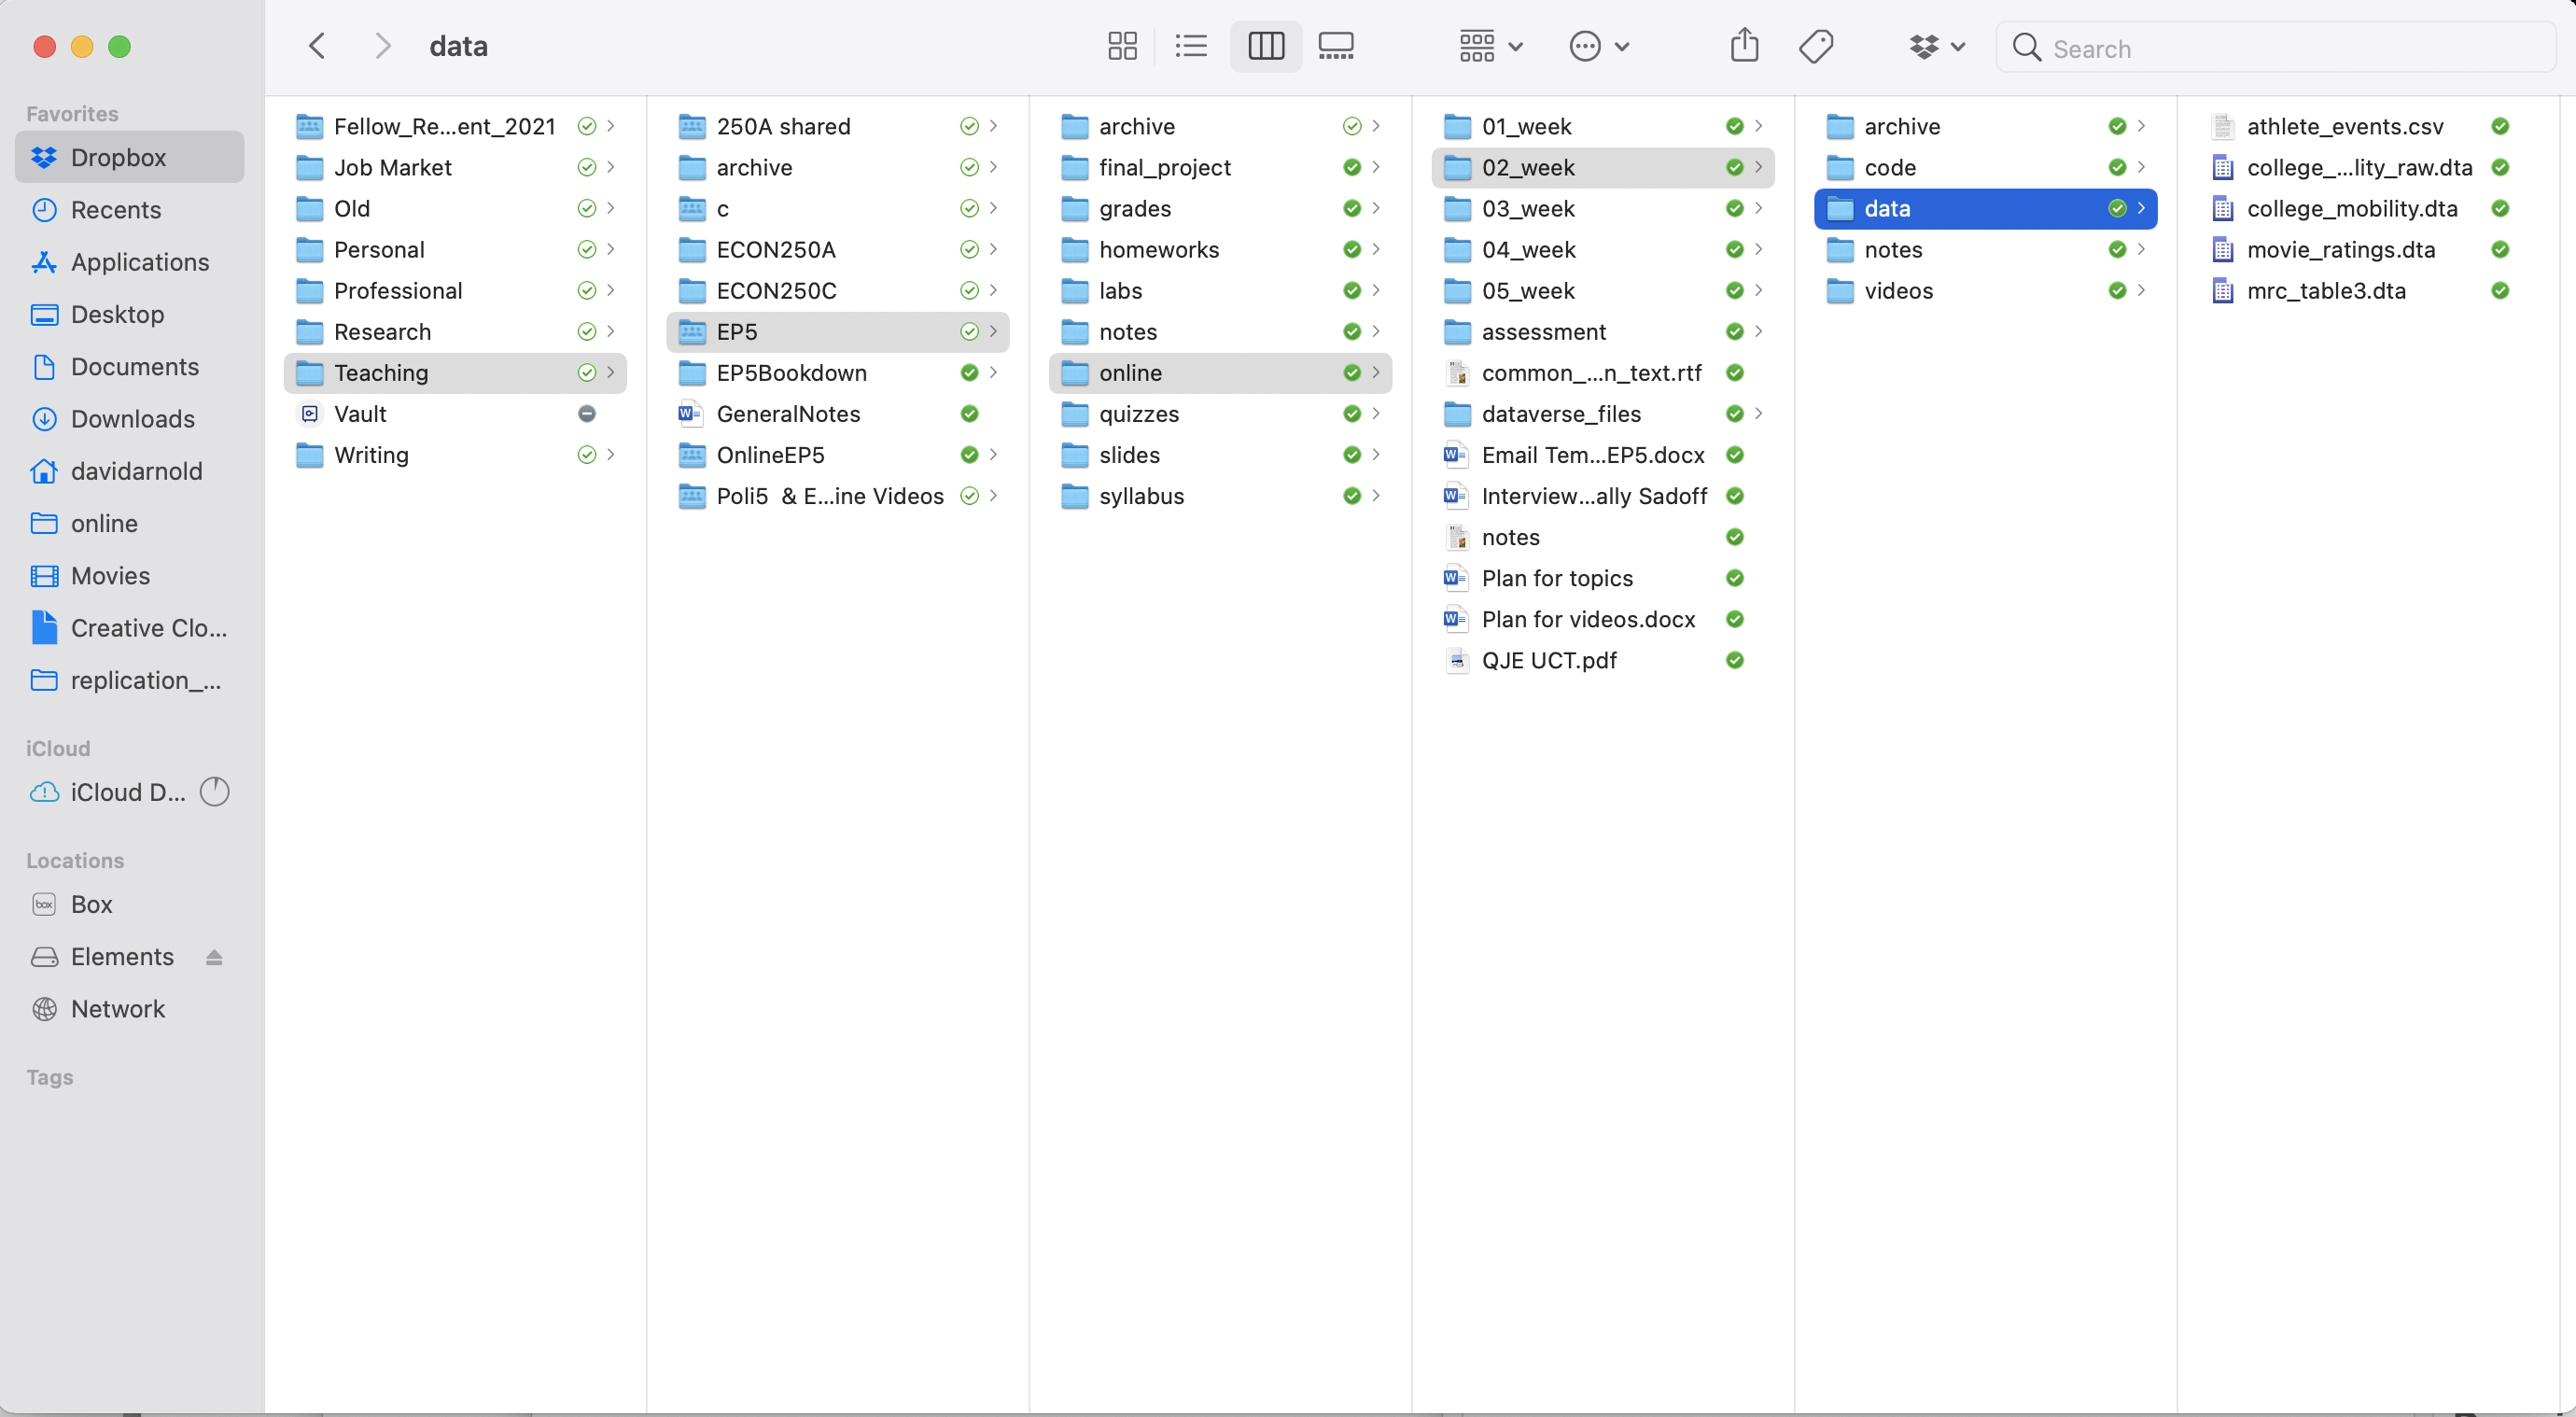 data
Search
Favorites
Dropbox
Recents
Applications
Desktop
Documents
Downloads
davidarnold
online
Movies
Creative Clo...
replication_...
iCloud
iCloud D...
Locations
Box
Elements
Network
Tags
Fellow_Re...ent_2021
Job Market
Old
Personal
Professional
Research
Teaching
Vault
Writing
250A shared
archive
c
ECON250A
ECON250C
EP5
EP5Bookdown
GeneralNotes
OnlineEP5
Poli5 & E...ine Videos
archive
final_project
grades
homeworks
labs
notes
online
quizzes
slides
syllabus
01_week
02_week
03_week
04_week
05_week
assessment
common_...n_text.rtf
dataverse_files
Email Tem...EP5.docx
Interview...ally Sadoff
notes
Plan for topics
Plan for videos.docx
QJE UCT.pdf
archive
code
data
notes
videos
athlete_events.csv
college_...lity_raw.dta
college_mobility.dta
movie_ratings.dta
mrc_table3.dta